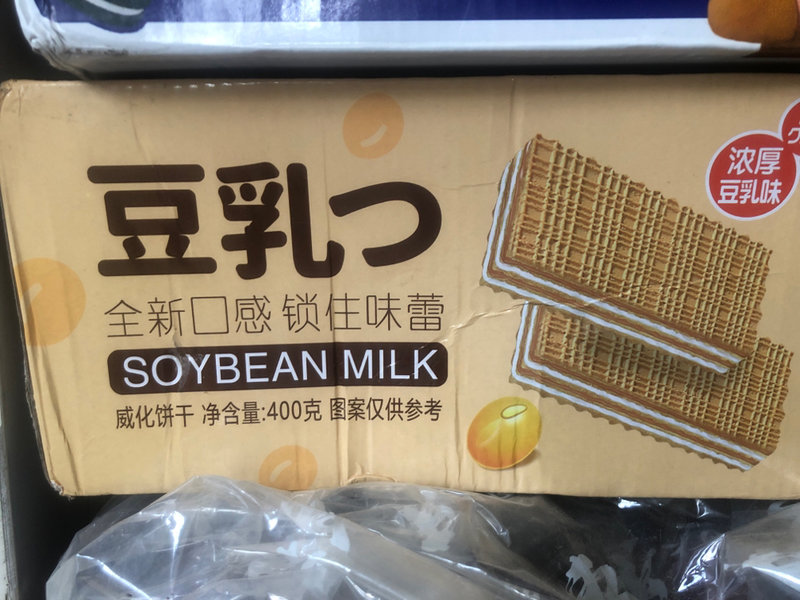 豆乳つ
全新口感 锁住味蕾
SOYBEAN MILK
威化饼干 净含量:400克 图案仅供参考
浓厚
豆乳味